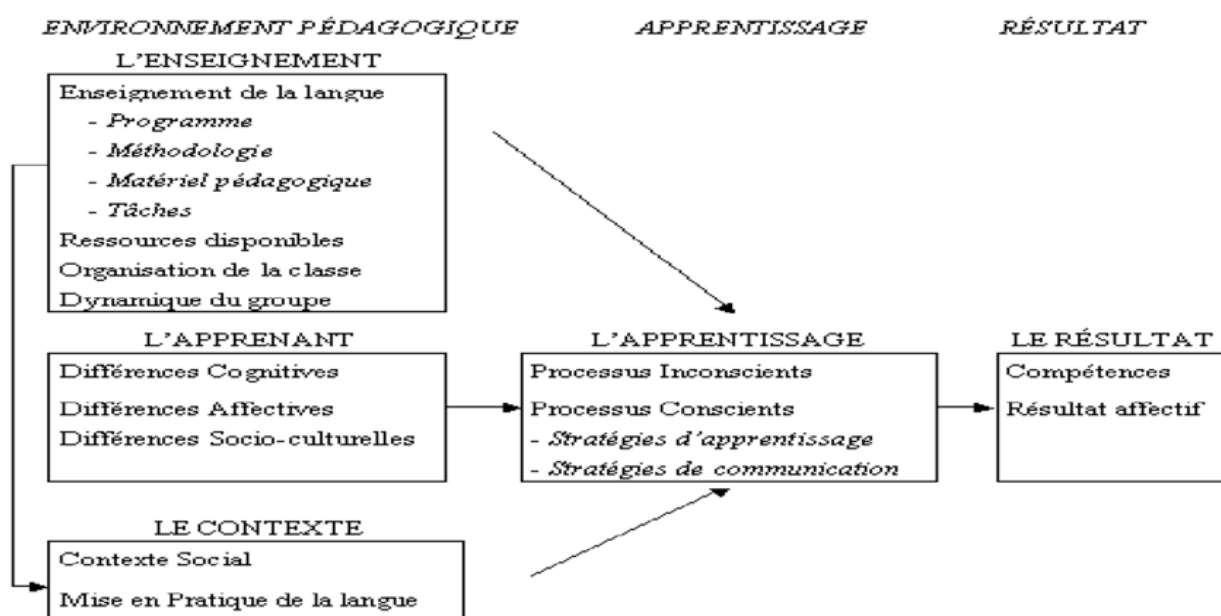 ENVIRONNEMENT PÉDAGOGIQUE APPRENTISSAGE RÉSULTAT
L'ENSEIGNEMENT
Enseignement de la langue
- Programme
- Méthodologie
- Matériel pédagogique
- Tâches
Ressources disponibles
Organisation de la classe
Dynamique du groupe
L'APPRENANT
Différences Cognitives
Différences Affectives
Différences Socio-culturelles
L'APPRENTISSAGE
Processus Inconscients
Processus Conscients
- Stratégies d'apprentissage
- Stratégies de communication
LE RÉSULTAT
Compétences
Résultat affectif
LE CONTEXTE
Contexte Social
Mise en Pratique de la langue